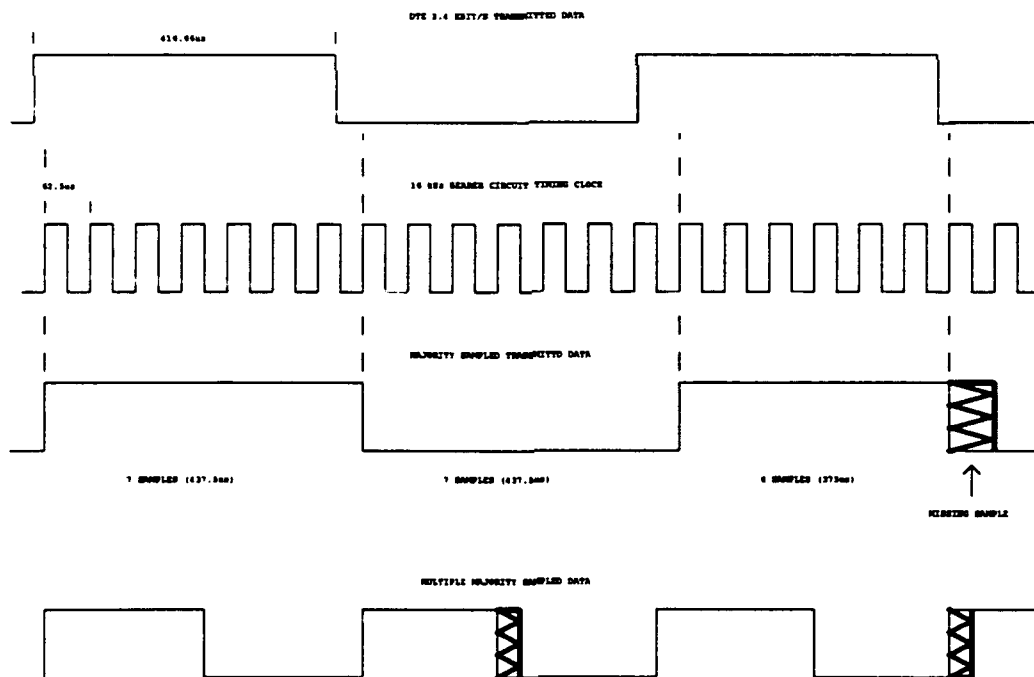 DTE 2.4 KBIT/S TRANSMITTED DATA
416.66us
62.5us
16 KHz BEARER CIRCUIT TIMING CLOCK
MAJORITY SAMPLED TRANSMITTD DATA
7 SAMPLES (437.5us)
7 SAMPLES (437.5us)
6 SAMPLES (375us)
MISSING SAMPLE
MULTIPLE MAJORITY SAMPLED DATA